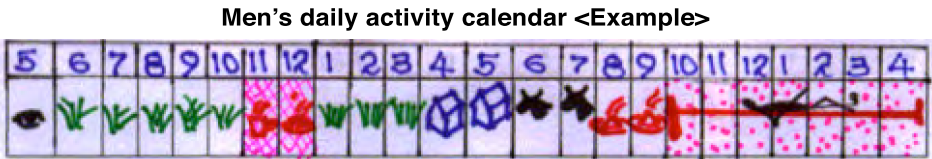 Men's daily activity calendar <Example>
5 6 7 8 9 10 11 12 1 2 3 4 5 6 7 8 9 10 11 12 1 2 3 4